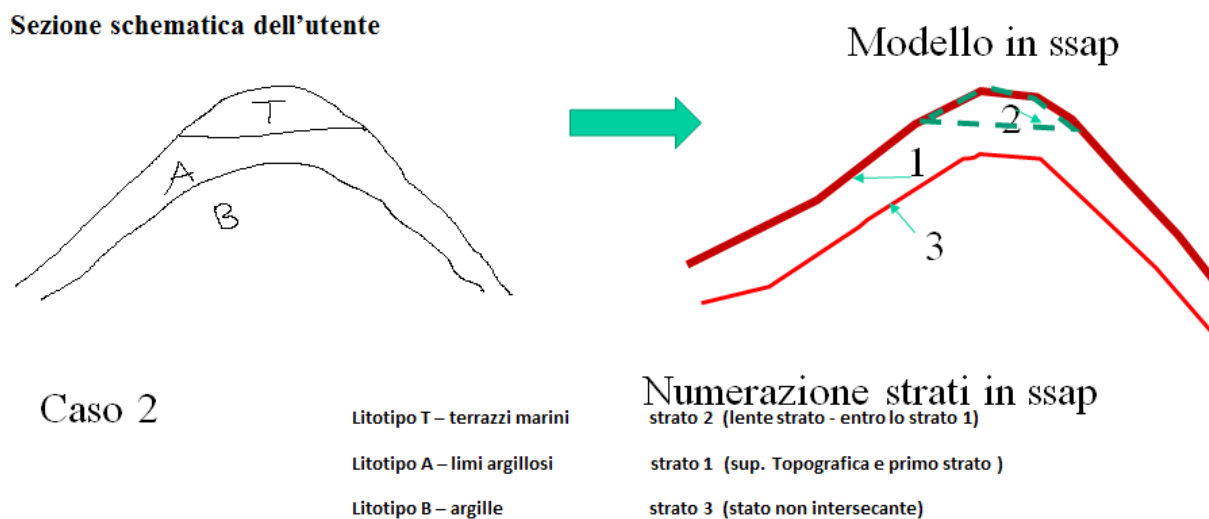 Sezione schematica dell'utente
Modello in ssap
T
A
B
1
2
3
Caso 2
Numerazione strati in ssap
Litotipo T – terrazzi marini strato 2 (lente strato - entro lo strato 1)
Litotipo A – limi argillosi strato 1 (sup. Topografica e primo strato )
Litotipo B – argille strato 3 (stato non intersecante)